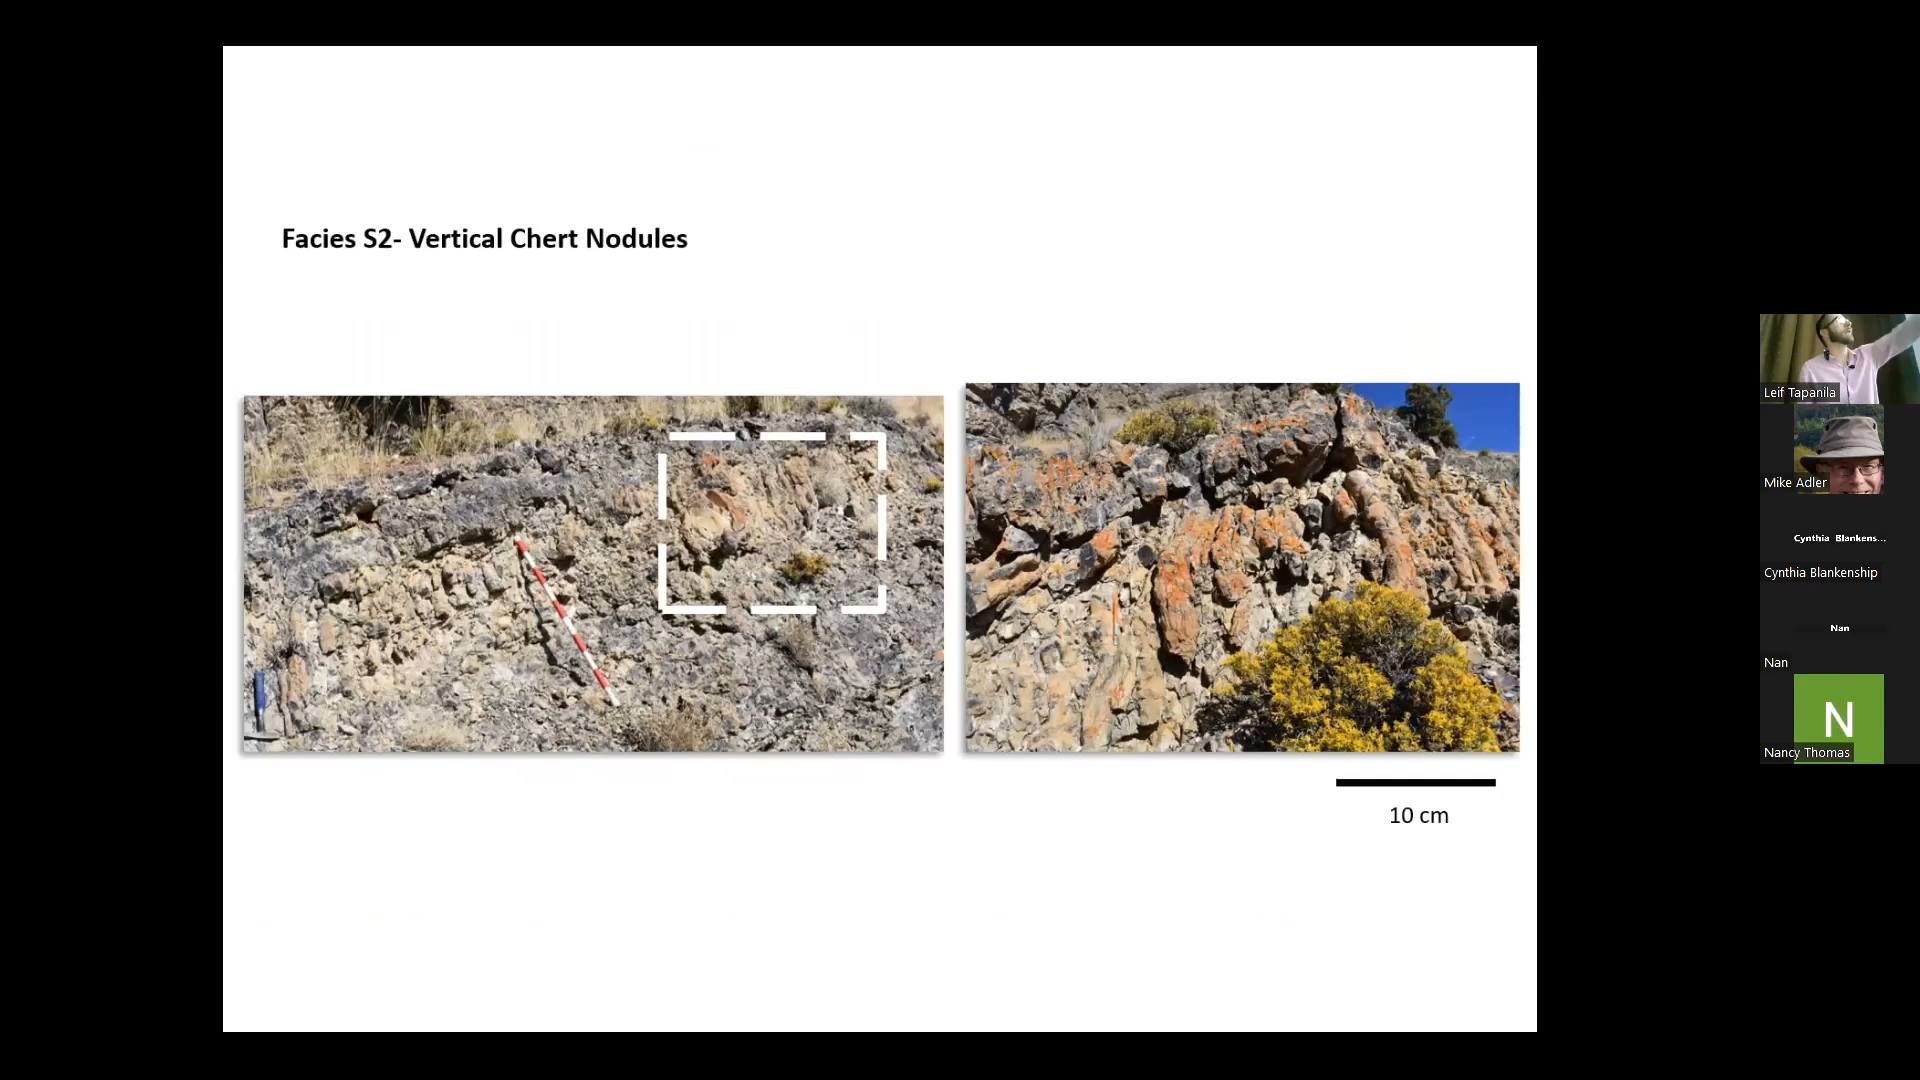 Facies S2- Vertical Chert Nodules
10 cm
Leif Tapanila
Mike Adler
Cynthia Blankens...
Cynthia Blankenship
Nan
Nan
N
Nancy Thomas